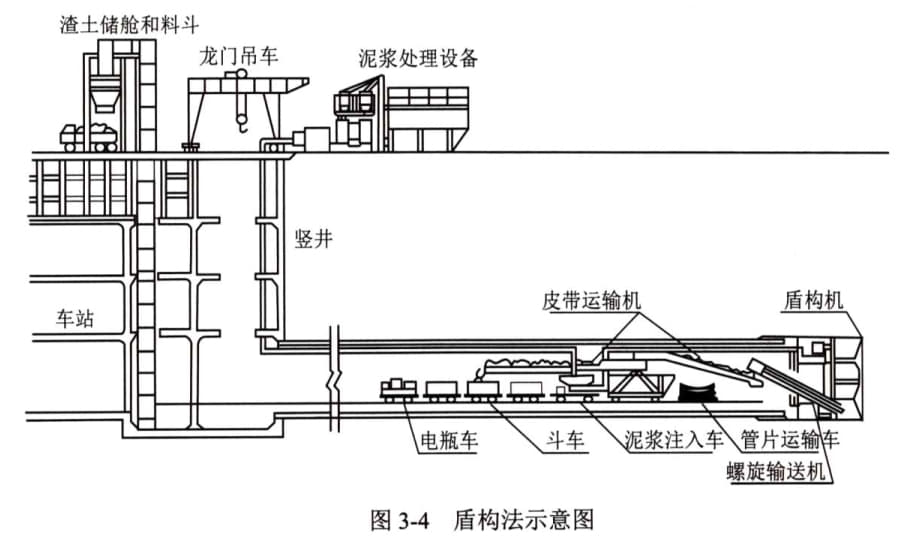 渣土储舱和料斗
龙门吊车
泥浆处理设备
竖井
车站
皮带运输机
盾构机
电瓶车
斗车
泥浆注入车
管片运输车
螺旋输送机
图 3-4 盾构法示意图